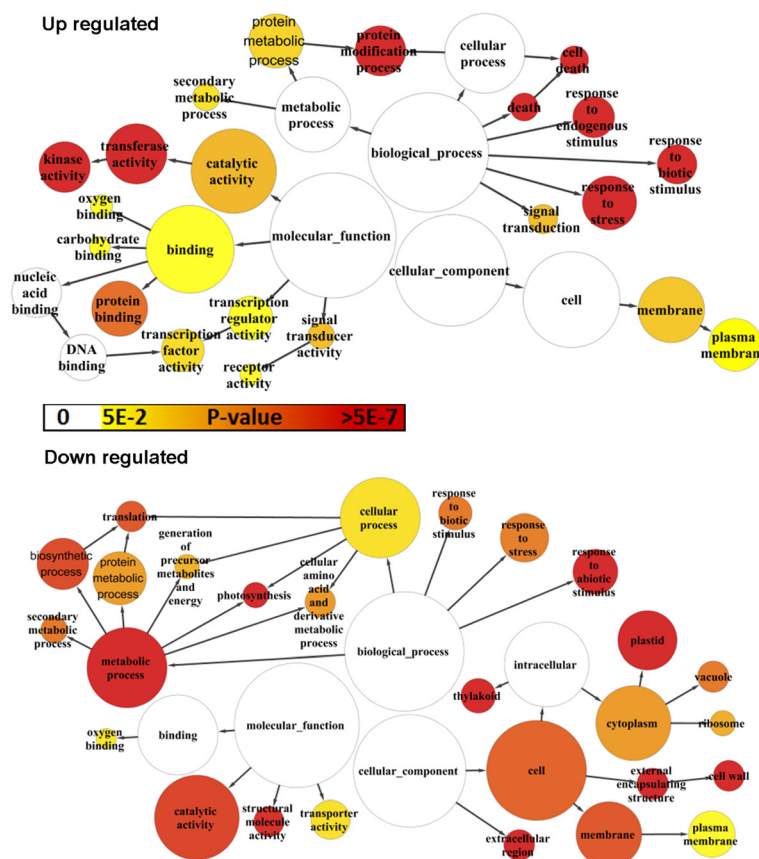 Up regulated
protein
metabolic
process
protein
modification
process
cellular
process
cell
death
secondary
metabolic
process
metabolic
process
death
response
to
endogenous
stimulus
kinase
activity
transferase
activity
catalytic
activity
biological_process
response
to
biotic
stimulus
oxygen
binding
response
to
stress
signal
transduction
carbohydrate
binding
binding
molecular_function
cellular_component
nucleic
acid
binding
protein
binding
transcription
regulator
activity
signal
transducer
activity
cell
membrane
DNA
binding
transcription
factor
activity
receptor
activity
plasma
membran
0 5E-2 P-value >5E-7
Down regulated
translation
cellular
process
response
to
biotic
stimulus
response
to
stress
biosynthetic
process
protein
metabolic
process
generation
of
precursor
metabolites
and
energy
cellular
amino
acid
and
derivative
metabolic
process
photosynthesis
response
to
abiotic
stimulus
secondary
metabolic
process
metabolic
process
biological_process
intracellular
plastid
thylakoid
vacuole
cytoplasm
ribosome
oxygen
binding
binding
molecular_function
cellular_component
cell
external
encapsulating
structure
cell wall
catalytic
activity
structural
molecule
activity
transporter
activity
extracellular
region
membrane
plasma
membrane